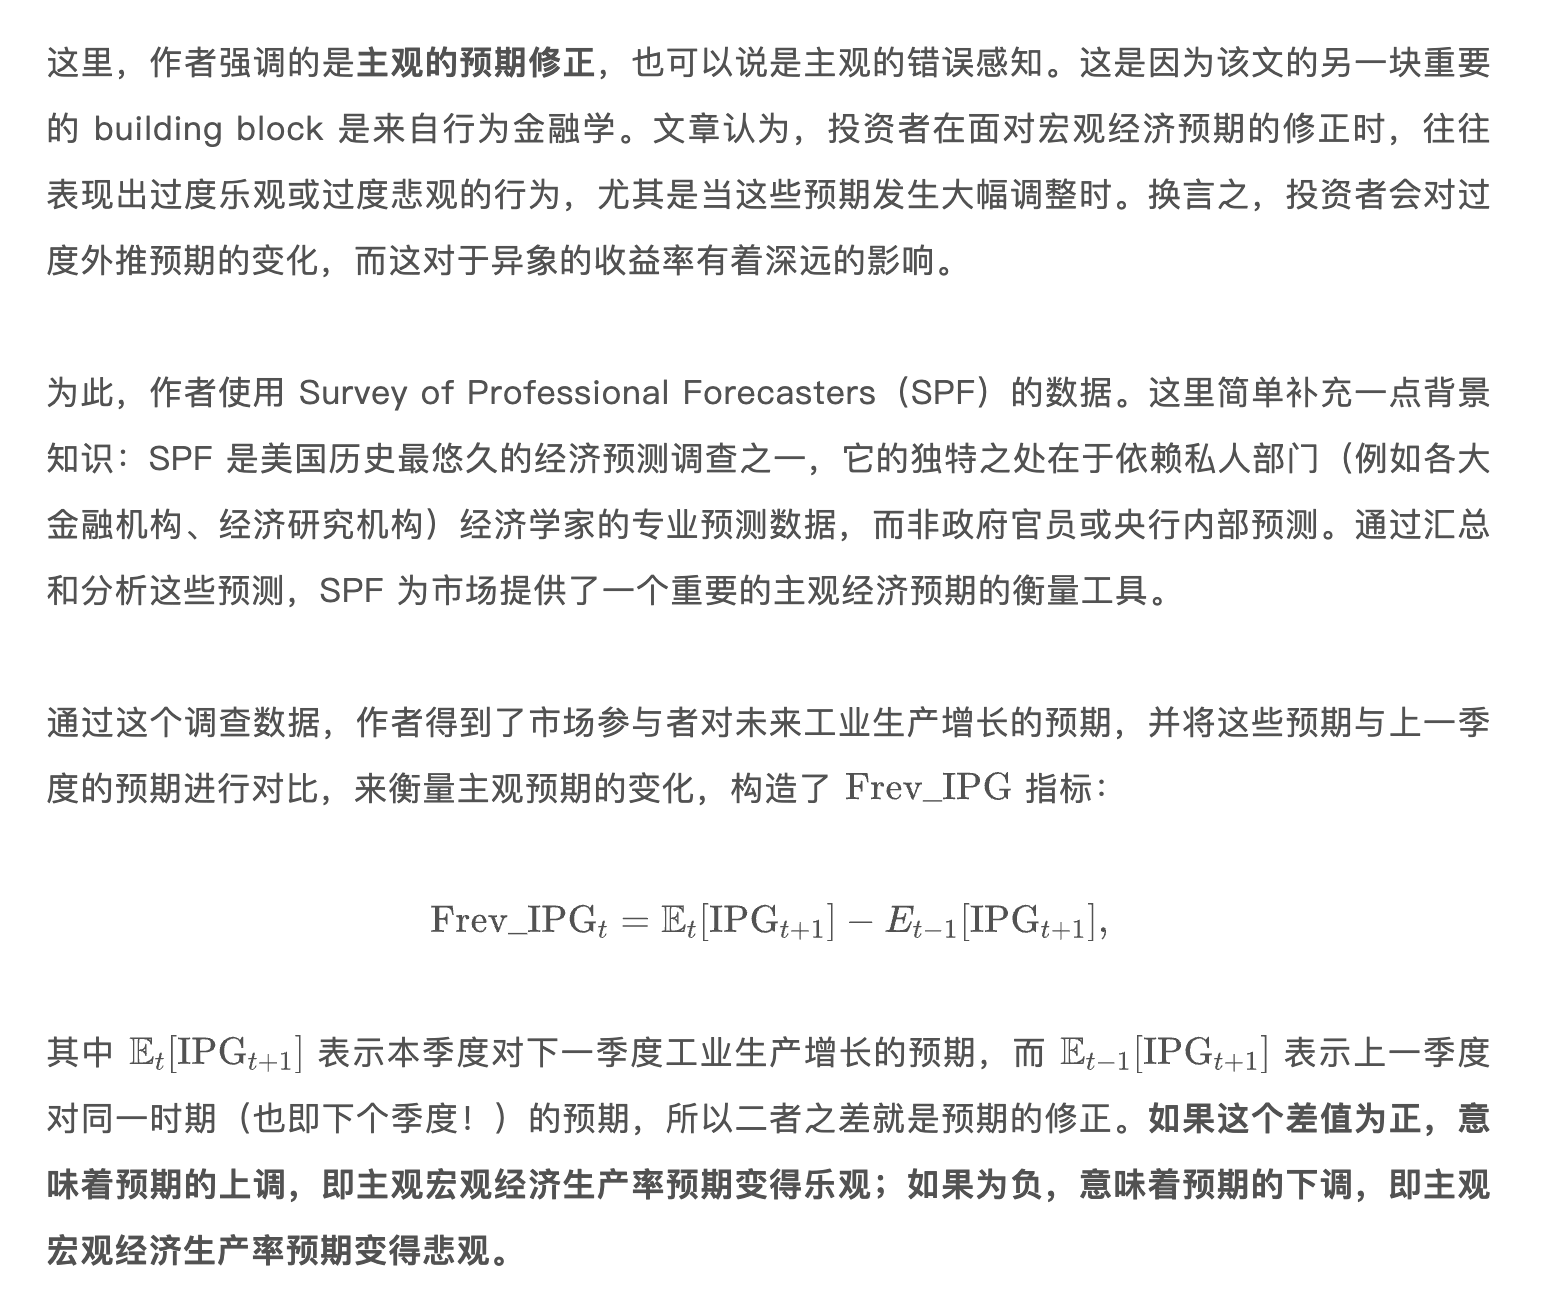 这里，作者强调的是主观的预期修正，也可以说是主观的错误感知。这是因为该文的另一块重要
的 building block 是来自行为金融学。文章认为，投资者在面对宏观经济预期的修正时，往往
表现出过度乐观或过度悲观的行为，尤其是当这些预期发生大幅调整时。换言之，投资者会对过
度外推预期的变化，而这对于异象的收益率有着深远的影响。
为此，作者使用 Survey of Professional Forecasters（SPF）的数据。这里简单补充一点背景
知识：SPF 是美国历史最悠久的经济预测调查之一，它的独特之处在于依赖私人部门（例如各大
金融机构、经济研究机构）经济学家的专业预测数据，而非政府官员或央行内部预测。通过汇总
和分析这些预测，SPF 为市场提供了一个重要的主观经济预期的衡量工具。
通过这个调查数据，作者得到了市场参与者对未来工业生产增长的预期，并将这些预期与上一季
度的预期进行对比，来衡量主观预期的变化，构造了 Frev_IPG 指标：
$\text{Frev\_IPG}_t = \mathbb{E}_t[\text{IPG}_{t+1}] - E_{t-1}[\text{IPG}_{t+1}],$
其中 $\mathbb{E}_t[\text{IPG}_{t+1}]$ 表示本季度对下一季度工业生产增长的预期，而 $\mathbb{E}_{t-1}[\text{IPG}_{t+1}]$ 表示上一季度
对同一时期（也即下个季度！）的预期，所以二者之差就是预期的修正。如果这个差值为正，意
味着预期的上调，即主观宏观经济生产率预期变得乐观；如果为负，意味着预期的下调，即主观
宏观经济生产率预期变得悲观。